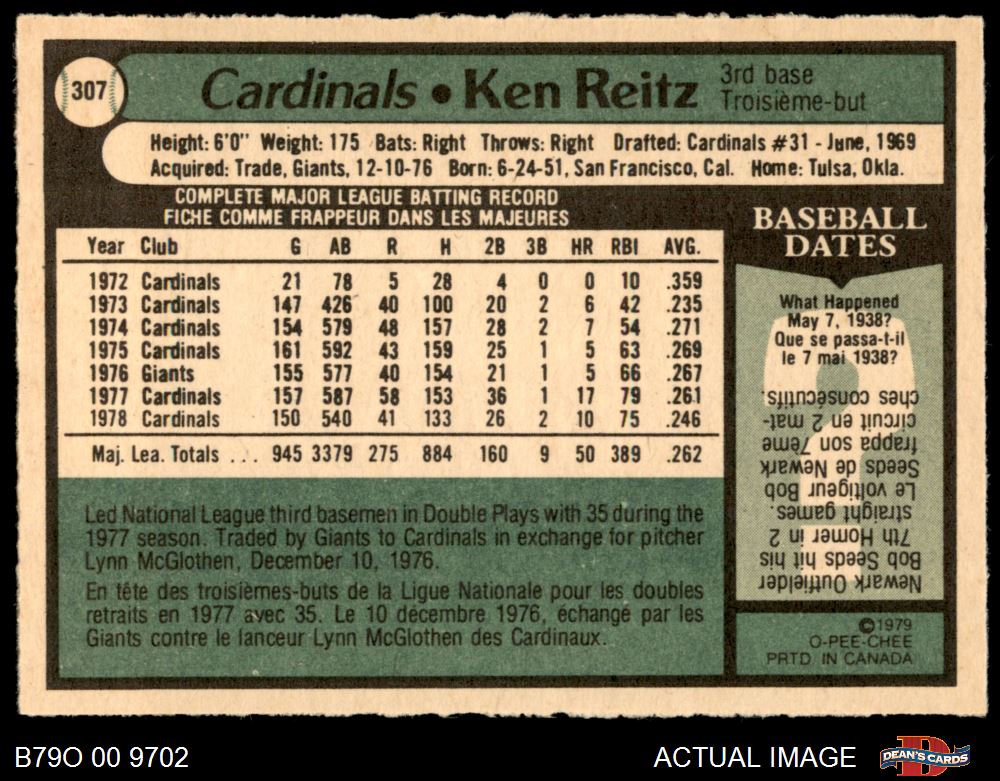 307
Cardinals • Ken Reitz
3rd base
Troisième-but
Height: 6'0" Weight: 175 Bats: Right Throws: Right Drafted: Cardinals #31 - June, 1969
Acquired: Trade, Giants, 12-10-76 Born: 6-24-51, San Francisco, Cal. Home: Tulsa, Okla.
COMPLETE MAJOR LEAGUE BATTING RECORD
FICHE COMME FRAPPEUR DANS LES MAJEURES
Year Club G AB R H 2B 3B HR RBI AVG.
1972 Cardinals 21 78 5 28 4 0 0 10 .359
1973 Cardinals 147 426 40 100 20 2 6 42 .235
1974 Cardinals 154 579 48 157 28 2 7 54 .271
1975 Cardinals 161 592 43 159 25 1 5 63 .269
1976 Giants 155 577 40 154 21 1 5 66 .267
1977 Cardinals 157 587 58 153 36 1 17 79 .261
1978 Cardinals 150 540 41 133 26 2 10 75 .246
Maj. Lea. Totals ... 945 3379 275 884 160 9 50 389 .262
Led National League third basemen in Double Plays with 35 during the
1977 season. Traded by Giants to Cardinals in exchange for pitcher
Lynn McGlothen, December 10, 1976.
En tête des troisièmes-buts de la Ligue Nationale pour les doubles
retraits en 1977 avec 35. Le 10 décembre 1976, échangé par les
Giants contre le lanceur Lynn McGlothen des Cardinaux.
BASEBALL
DATES
What Happened
May 7, 1938?
Que se passa-t-il
le 7 mai 1938?
Newark Outfielder
Bob Seeds hit his
7th Homer in 2
straight games.
Le voltigeur Bob
Seeds de Newark
frappa son 7ème
circuit en 2 mat-
ches consécutifs.
©1979
O-PEE-CHEE
PRTD IN CANADA
B79O 00 9702
ACTUAL IMAGE
DEAN'S CARDS